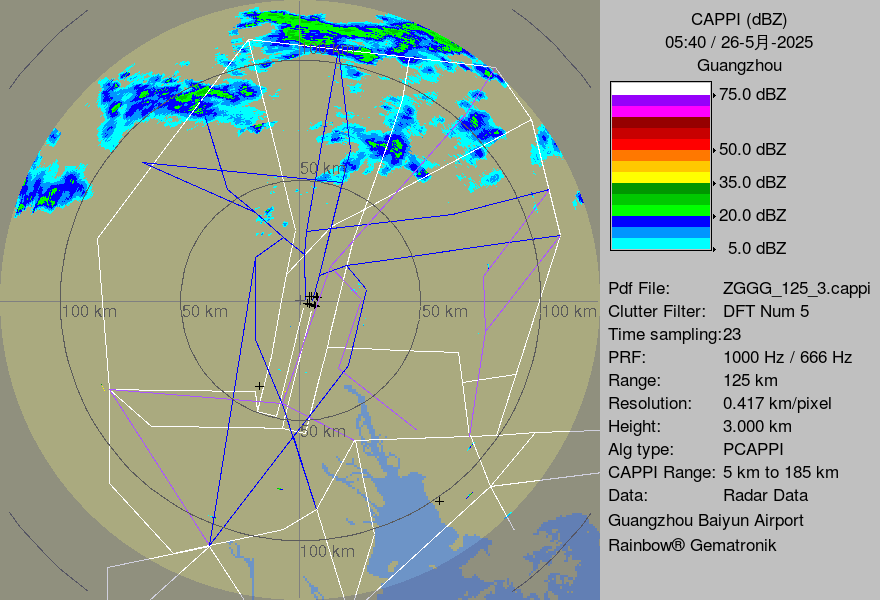 CAPPI (dBZ)
05:40 / 26-5月-2025
Guangzhou
75.0 dBZ
50.0 dBZ
35.0 dBZ
20.0 dBZ
5.0 dBZ
Pdf File: ZGGG_125_3.cappi
Clutter Filter: DFT Num 5
Time sampling:23
PRF: 1000 Hz / 666 Hz
Range: 125 km
Resolution: 0.417 km/pixel
Height: 3.000 km
Alg type: PCAPPI
CAPPI Range: 5 km to 185 km
Data: Radar Data
Guangzhou Baiyun Airport
Rainbow® Gematronik
100 km
50 km
100 km
50 km
50 km
100 km
50 km
100 km